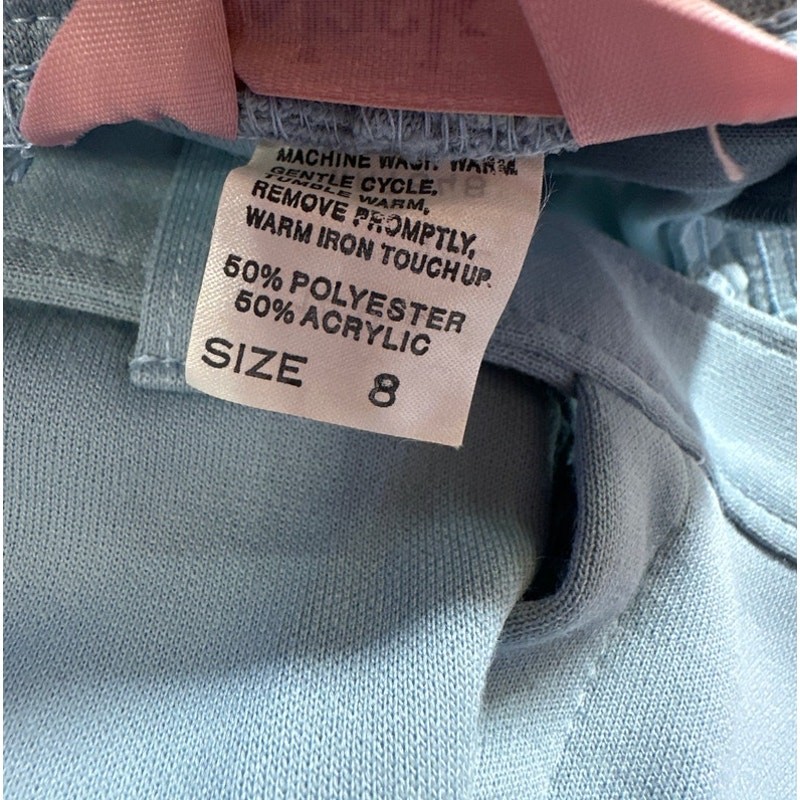 MACHINE WASH WARM,
GENTLE CYCLE,
TUMBLE WARM,
REMOVE PROMPTLY,
WARM IRON TOUCH UP.
50% POLYESTER
50% ACRYLIC
SIZE 8